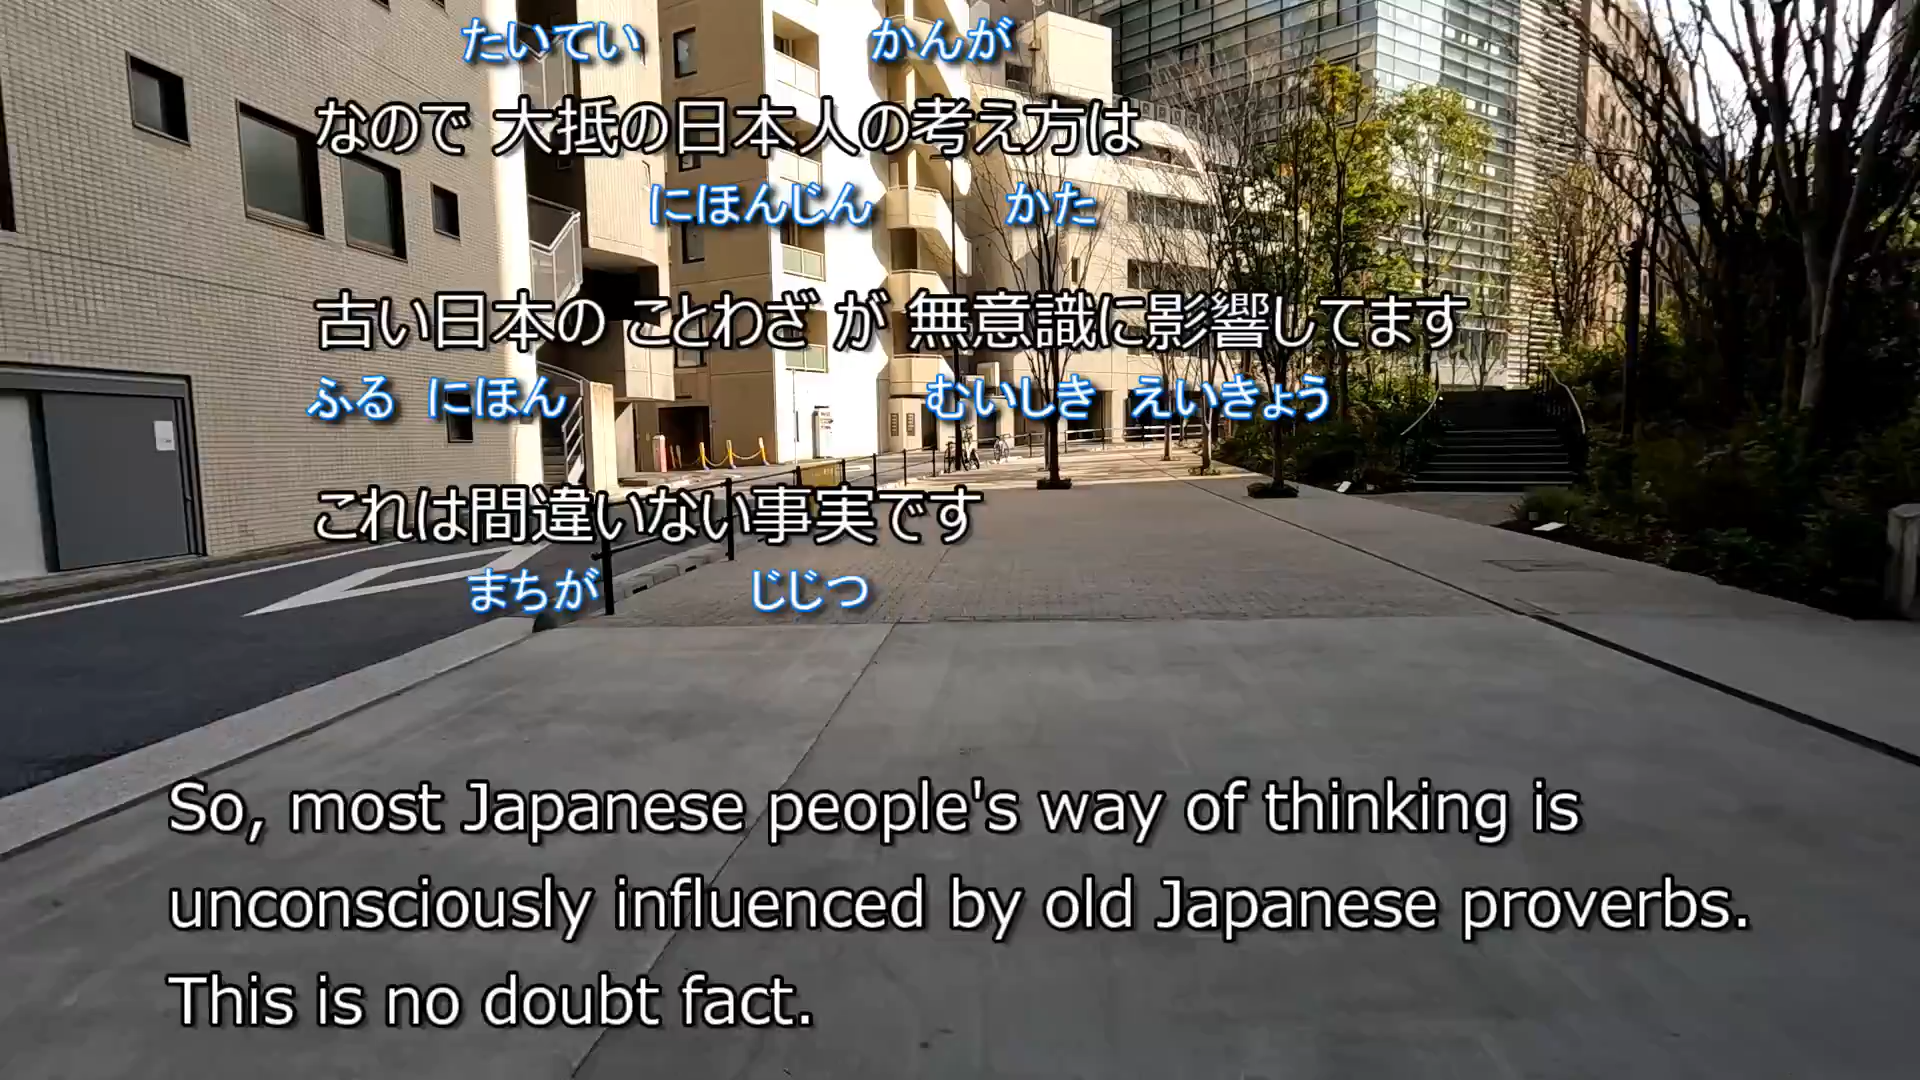 たいてい かんが
なので 大抵の日本人の考え方は
にほんじん かた
古い日本の ことわざ が 無意識に影響してます
ふる にほん むいしき えいきょう
これは間違いない事実です
まちが じじつ
So, most Japanese people's way of thinking is
unconsciously influenced by old Japanese proverbs.
This is no doubt fact.